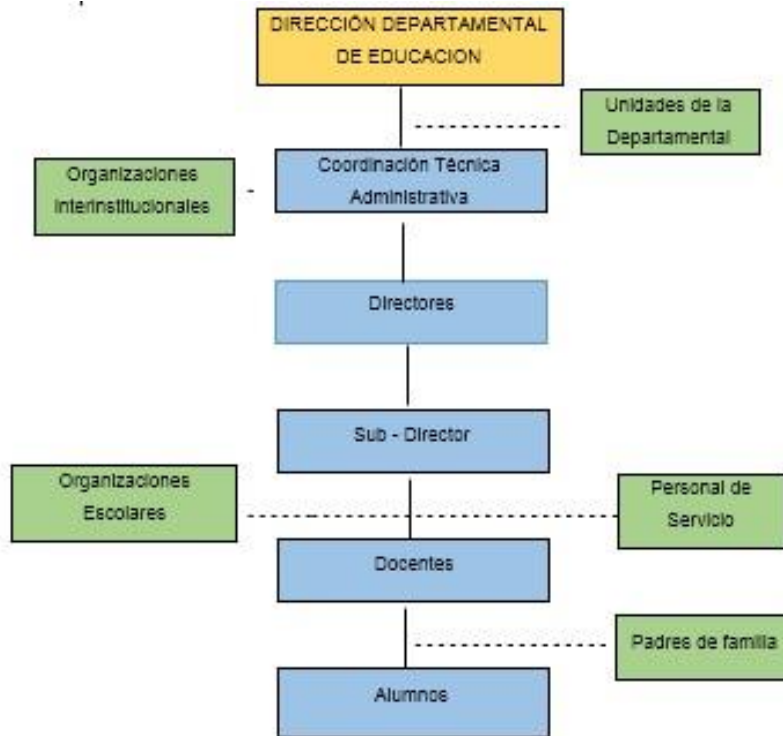 DIRECCIÓN DEPARTAMENTAL
DE EDUCACION
Unidades de la
Departamental
Coordinación Técnica
Administrativa
Organizaciones
Interinstitucionales
Directores
Sub - Director
Organizaciones
Escolares
Personal de
Servicio
Docentes
Padres de familia
Alumnos